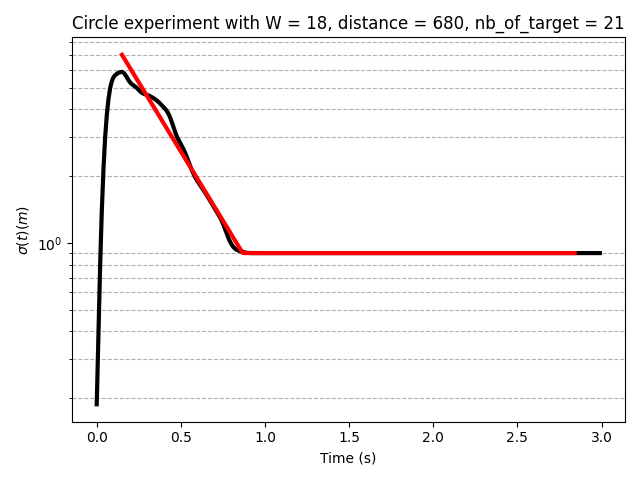 Circle experiment with W = 18, distance = 680, nb_of_target = 21
σ(t)(m)
10⁰
0.0 0.5 1.0 1.5 2.0 2.5 3.0
Time (s)